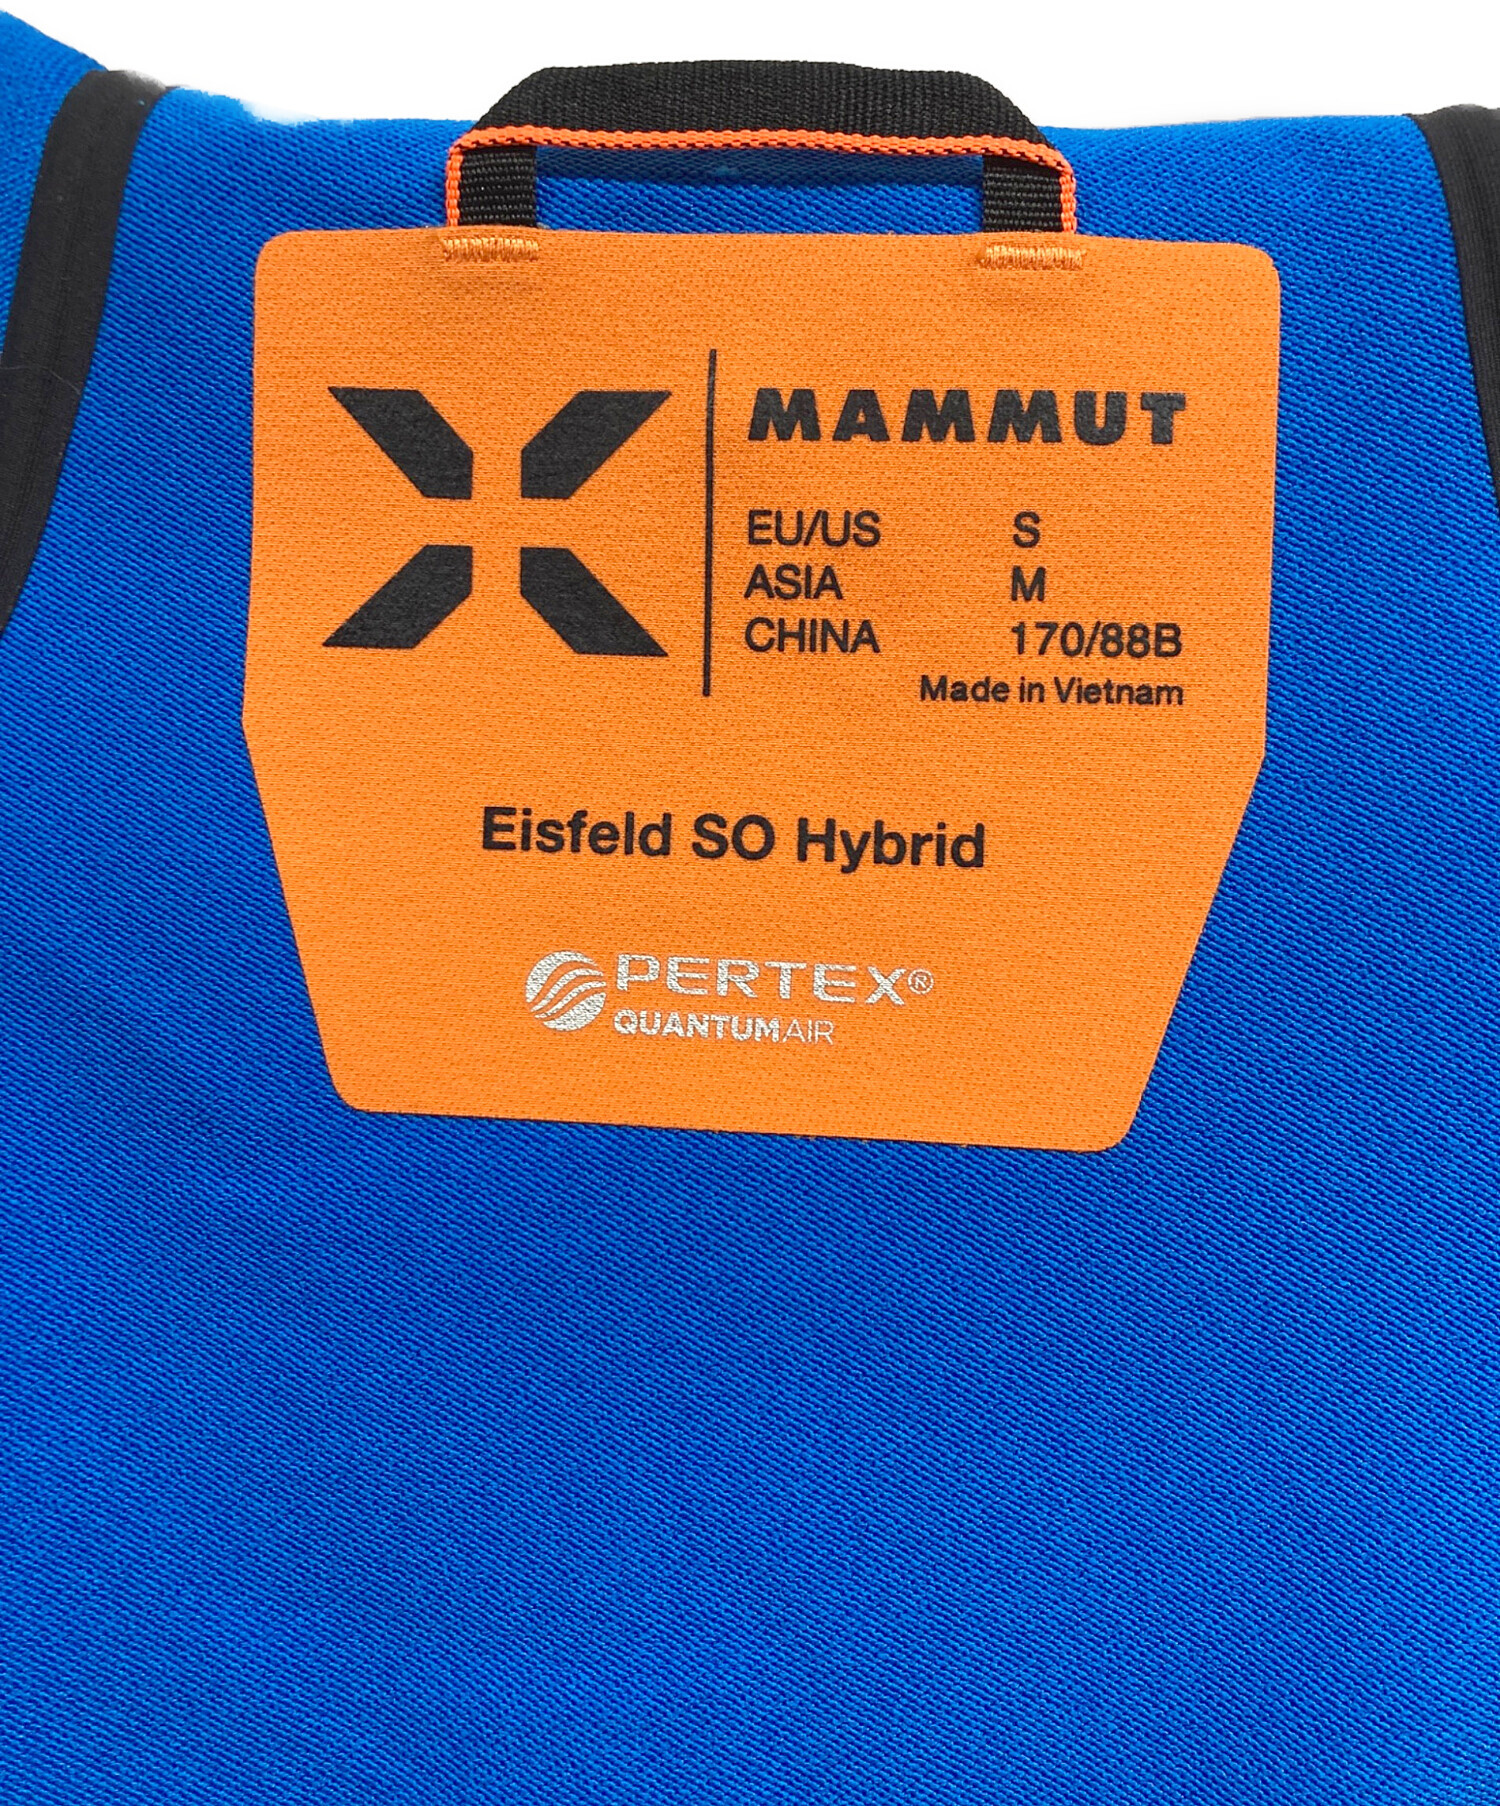 MAMMUT
EU/US S
ASIA M
CHINA 170/88B
Made in Vietnam
Eisfeld SO Hybrid
PERTEX®
QUANTUMAIR